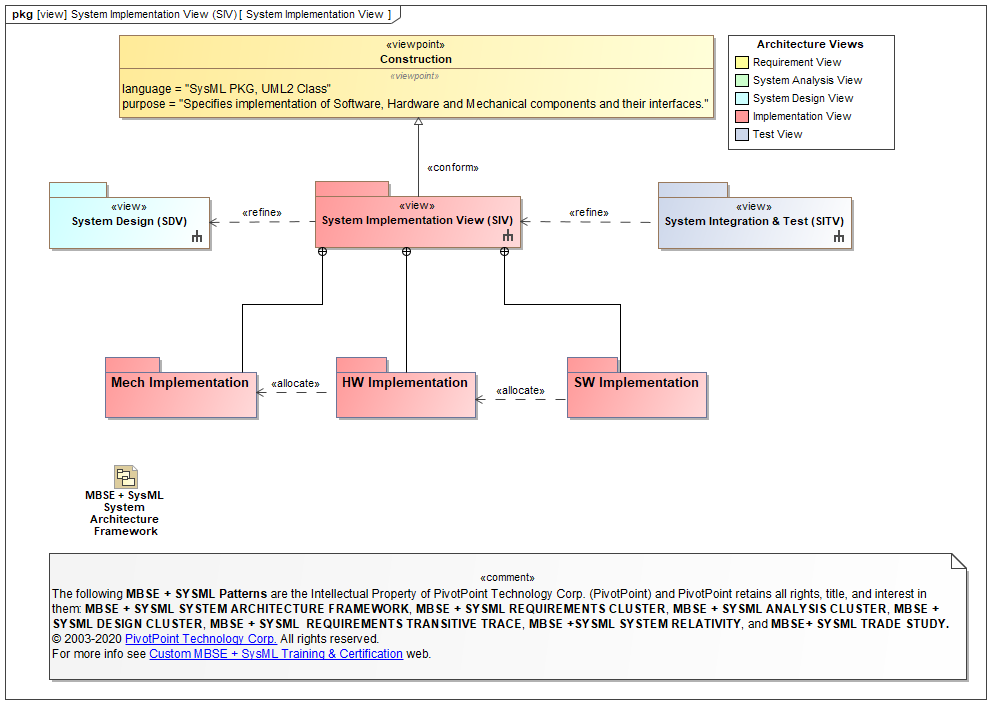 pkg [view] System Implementation View (SIV) [ System Implementation View ]
«viewpoint»
Construction
«viewpoint»
language = "SysML PKG, UML2 Class"
purpose = "Specifies implementation of Software, Hardware and Mechanical components and their interfaces."
Architecture Views
Requirement View
System Analysis View
System Design View
Implementation View
Test View
«conform»
«view»
System Design (SDV)
«refine»
«view»
System Implementation View (SIV)
«refine»
«view»
System Integration & Test (SITV)
Mech Implementation
«allocate»
HW Implementation
«allocate»
SW Implementation
MBSE + SysML
System
Architecture
Framework
«comment»
The following MBSE + SYSML Patterns are the Intellectual Property of PivotPoint Technology Corp. (PivotPoint) and PivotPoint retains all rights, title, and interest in
them: MBSE + SYSML SYSTEM ARCHITECTURE FRAMEWORK, MBSE + SYSML REQUIREMENTS CLUSTER, MBSE + SYSML ANALYSIS CLUSTER, MBSE +
SYSML DESIGN CLUSTER, MBSE + SYSML REQUIREMENTS TRANSITIVE TRACE, MBSE +SYSML SYSTEM RELATIVITY, and MBSE+ SYSML TRADE STUDY.
© 2003-2020 PivotPoint Technology Corp. All rights reserved.
For more info see Custom MBSE + SysML Training & Certification web.